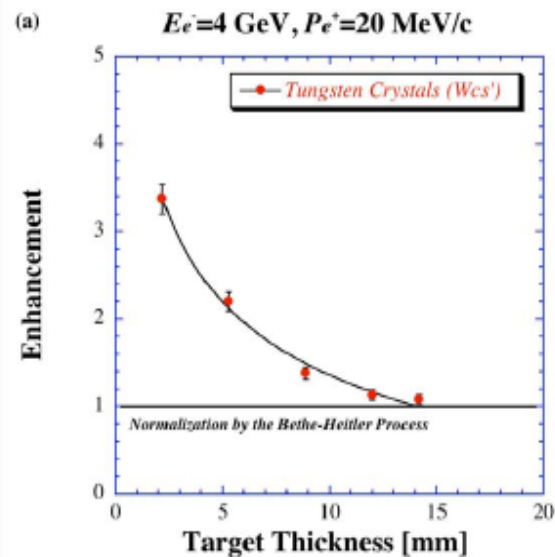 (a)
Ee-=4 GeV, Pe+=20 MeV/c
5
Tungsten Crystals (Wcs')
4
3
2
1
Normalization by the Bethe-Heitler Process
0
0 5 10 15 20
Enhancement
Target Thickness [mm]